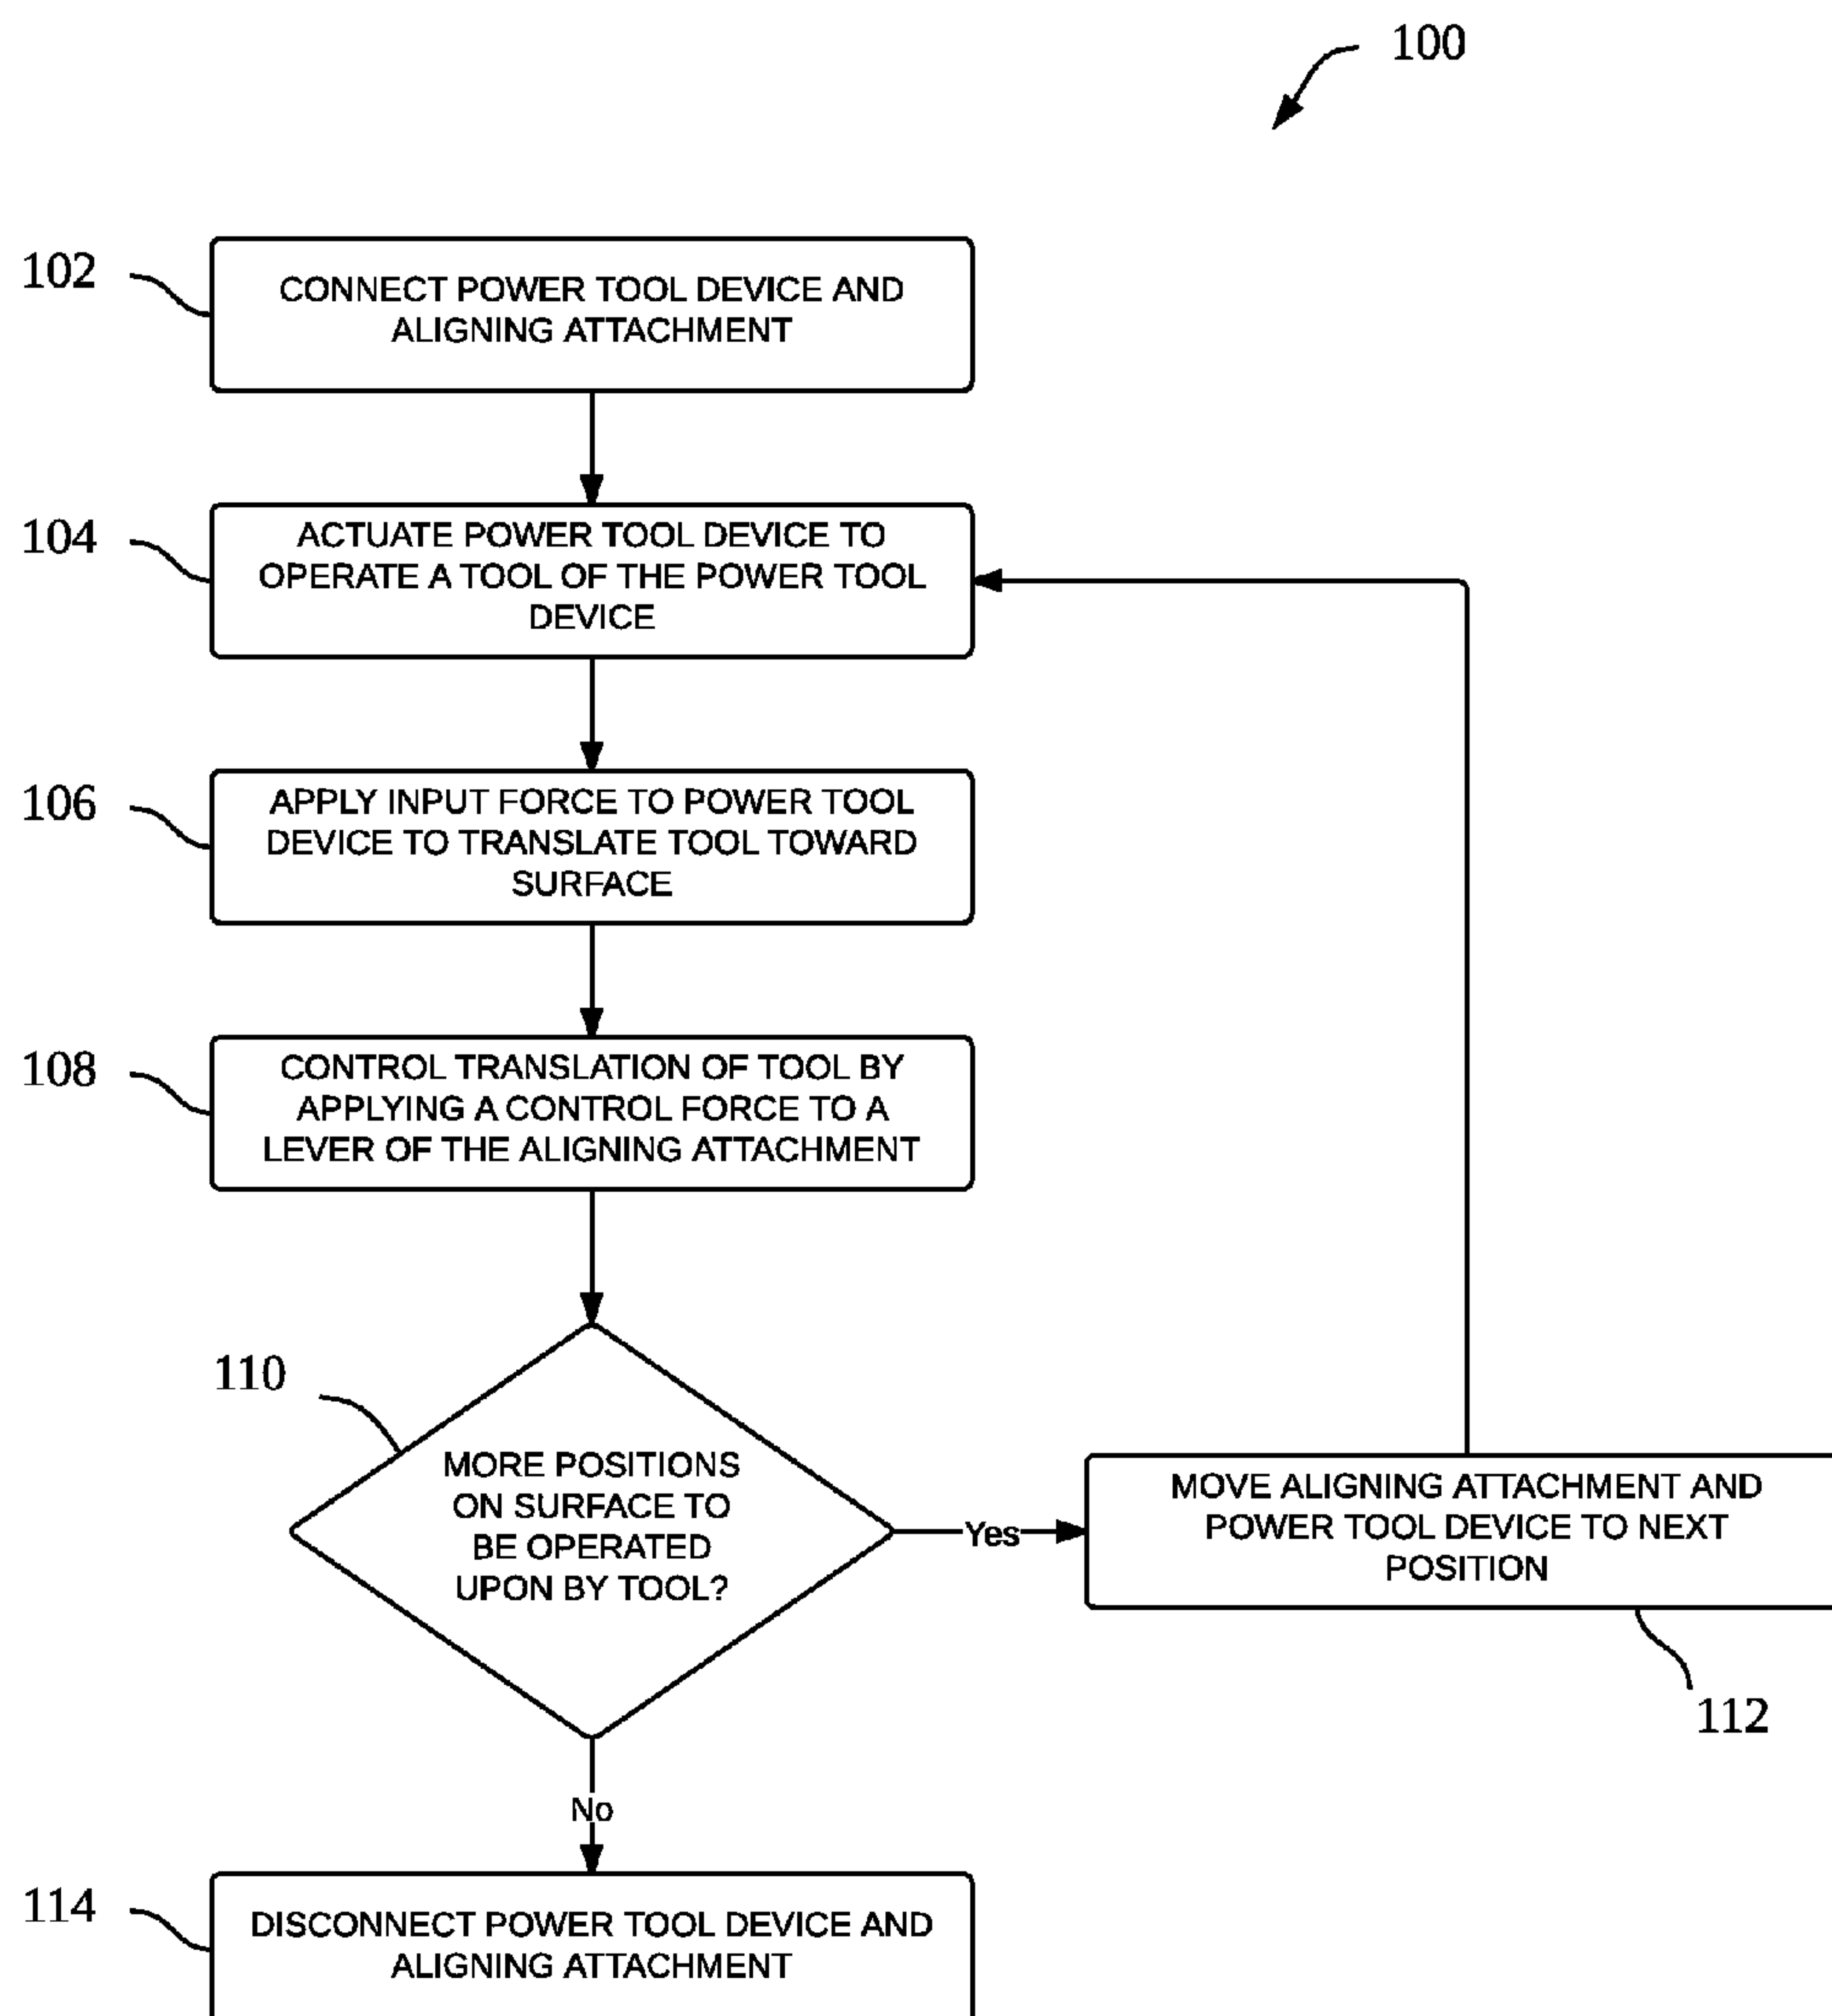 100
102
CONNECT POWER TOOL DEVICE AND
ALIGNING ATTACHMENT
104
ACTUATE POWER TOOL DEVICE TO
OPERATE A TOOL OF THE POWER TOOL
DEVICE
106
APPLY INPUT FORCE TO POWER TOOL
DEVICE TO TRANSLATE TOOL TOWARD
SURFACE
108
CONTROL TRANSLATION OF TOOL BY
APPLYING A CONTROL FORCE TO A
LEVER OF THE ALIGNING ATTACHMENT
110
MORE POSITIONS
ON SURFACE TO
BE OPERATED
UPON BY TOOL?
Yes
MOVE ALIGNING ATTACHMENT AND
POWER TOOL DEVICE TO NEXT
POSITION
112
No
114
DISCONNECT POWER TOOL DEVICE AND
ALIGNING ATTACHMENT